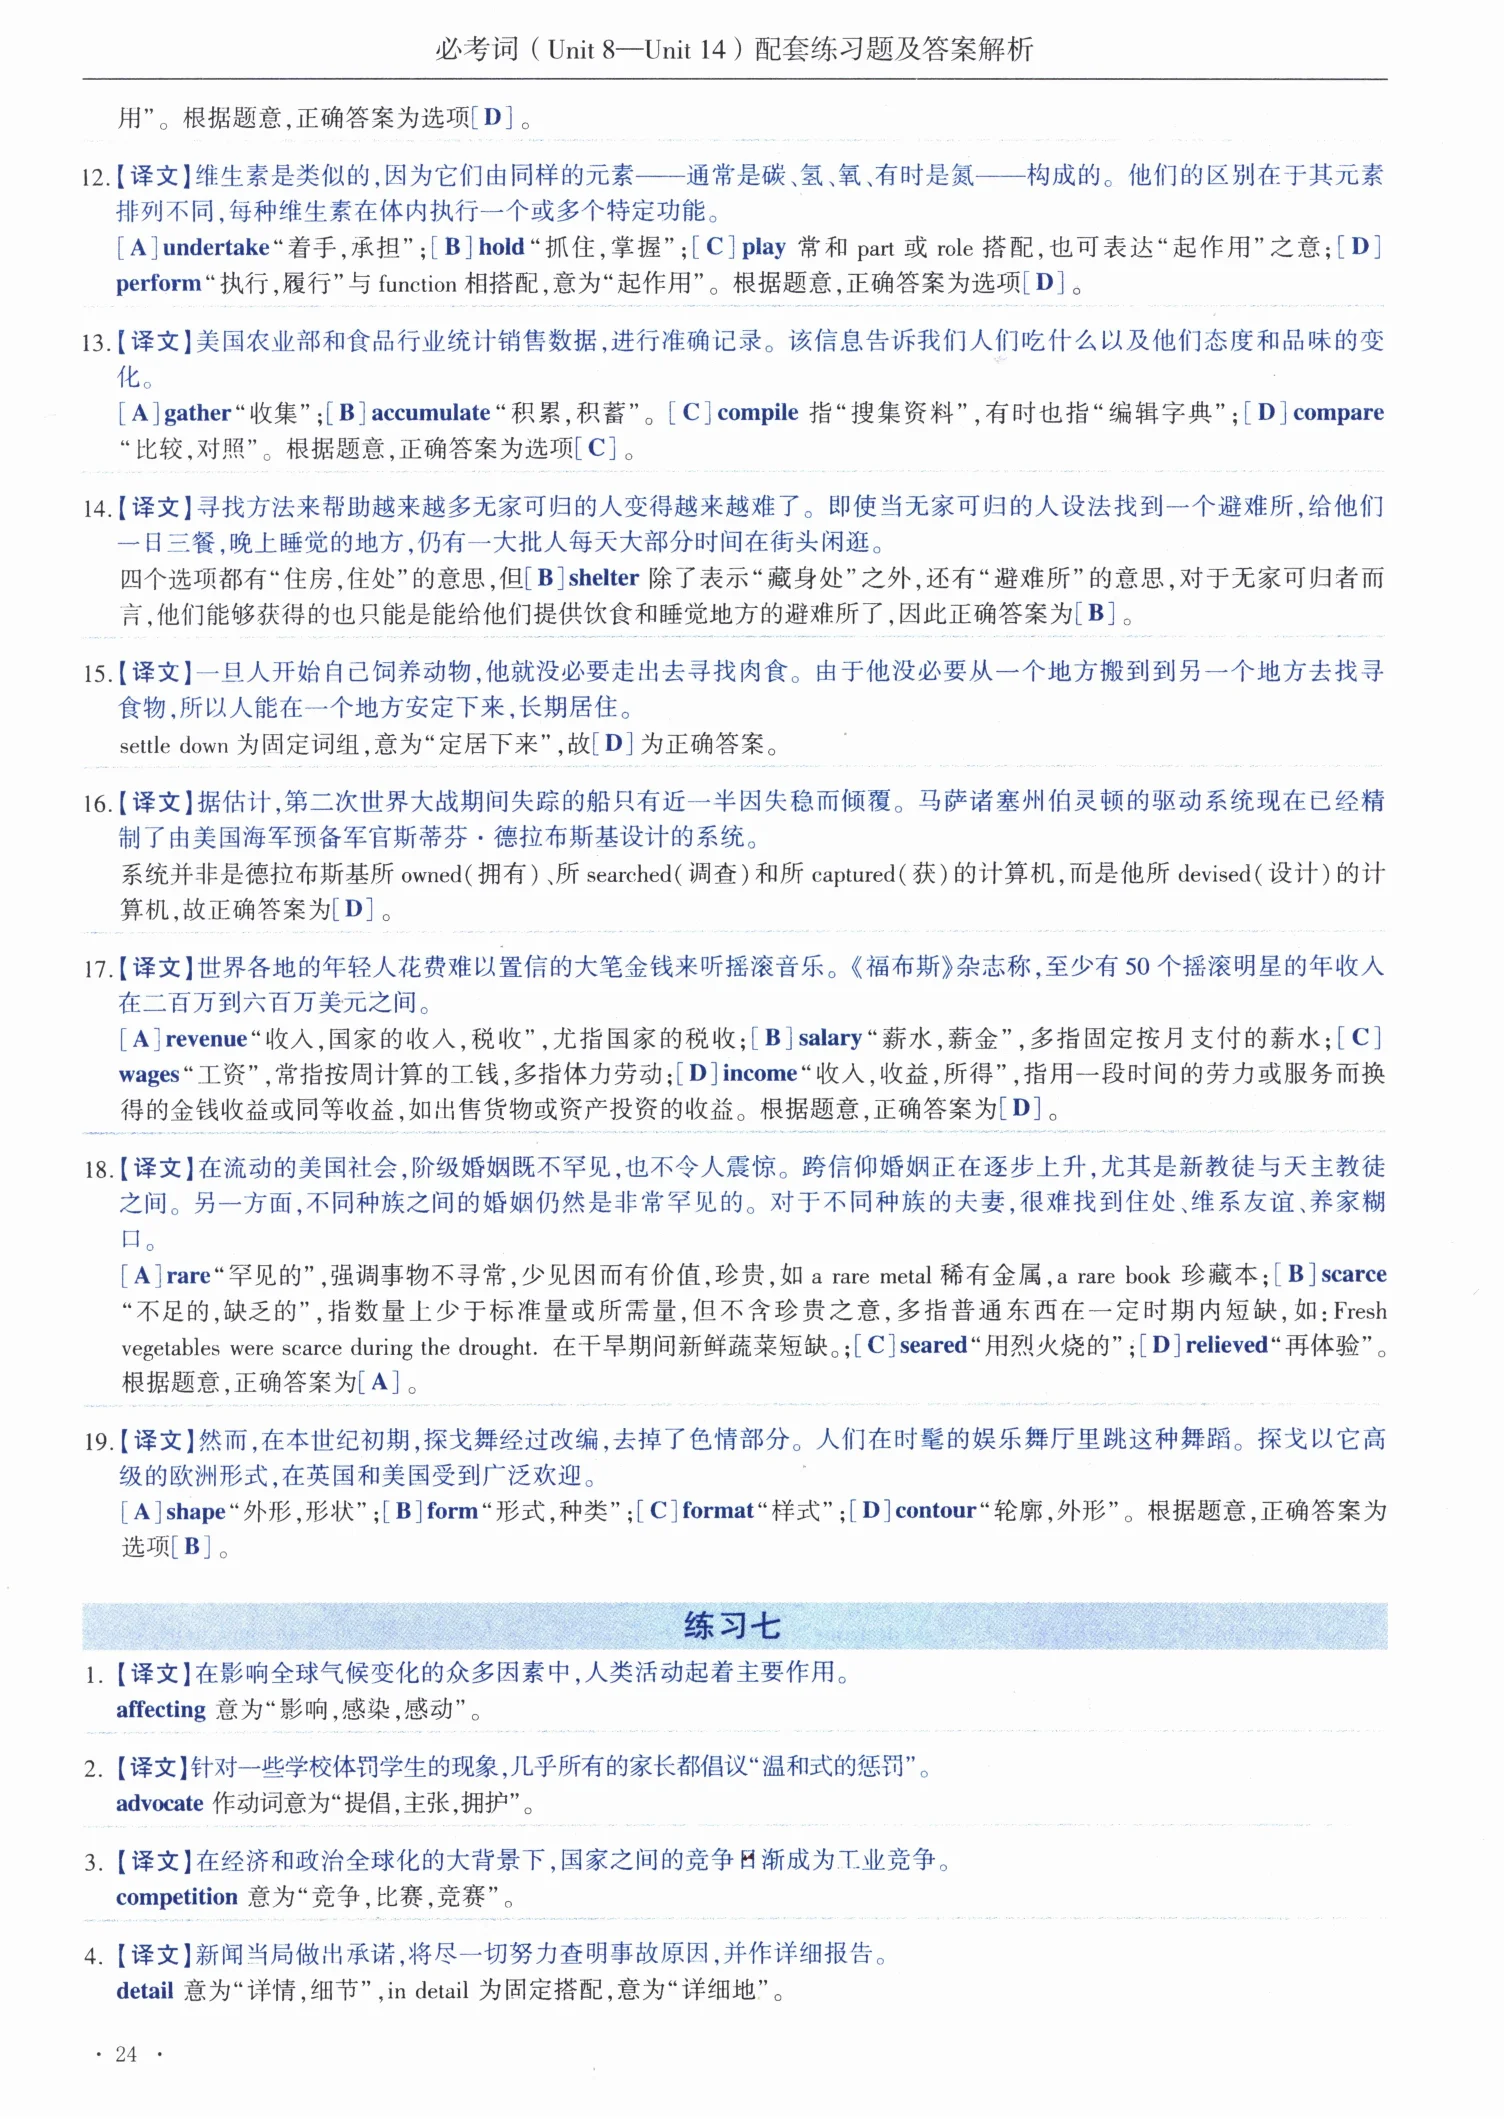 必考词（Unit 8—Unit 14）配套练习题及答案解析
用”。根据题意,正确答案为选项[D]。
12.【译文】维生素是类似的,因为它们由同样的元素——通常是碳、氢、氧、有时是氮——构成的。他们的区别在于其元素
排列不同,每种维生素在体内执行一个或多个特定功能。
[A]undertake“着手,承担”;[B]hold“抓住,掌握”;[C]play 常和 part 或 role 搭配,也可表达“起作用”之意;[D]
perform“执行,履行”与 function 相搭配,意为“起作用”。根据题意,正确答案为选项[D]。
13.【译文】美国农业部和食品行业统计销售数据,进行准确记录。该信息告诉我们人们吃什么以及他们态度和品味的变
化。
[A]gather“收集”;[B]accumulate“积累,积蓄”。[C]compile 指“搜集资料”,有时也指“编辑字典”;[D]compare
“比较,对照”。根据题意,正确答案为选项[C]。
14.【译文】寻找方法来帮助越来越多无家可归的人变得越来越难了。即使当无家可归的人设法找到一个避难所,给他们
一日三餐,晚上睡觉的地方,仍有一大批人每天大部分时间在街头闲逛。
四个选项都有“住房,住处”的意思,但[B]shelter 除了表示“藏身处”之外,还有“避难所”的意思,对于无家可归者而
言,他们能够获得的也只能是能给他们提供饮食和睡觉地方的避难所了,因此正确答案为[B]。
15.【译文】一旦人开始自己饲养动物,他就没必要走出去寻找肉食。由于他没必要从一个地方搬到到另一个地方去找寻
食物,所以人能在一个地方安定下来,长期居住。
settle down 为固定词组,意为“定居下来”,故[D]为正确答案。
16.【译文】据估计,第二次世界大战期间失踪的船只有近一半因失稳而倾覆。马萨诸塞州伯灵顿的驱动系统现在已经精
制了由美国海军预备军官斯蒂芬·德拉布斯基设计的系统。
系统并非是德拉布斯基所 owned(拥有)、所 searched(调查)和所 captured(获)的计算机,而是他所 devised(设计)的计
算机,故正确答案为[D]。
17.【译文】世界各地的年轻人花费难以置信的大笔金钱来听摇滚音乐。《福布斯》杂志称,至少有 50 个摇滚明星的年收入
在二百万到六百万美元之间。
[A]revenue“收入,国家的收入,税收”,尤指国家的税收;[B]salary“薪水,薪金”,多指固定按月支付的薪水;[C]
wages“工资”,常指按周计算的工钱,多指体力劳动;[D]income“收入,收益,所得”,指用一段时间的劳力或服务而换
得的金钱收益或同等收益,如出售货物或资产投资的收益。根据题意,正确答案为[D]。
18.【译文】在流动的美国社会,阶级婚姻既不罕见,也不令人震惊。跨信仰婚姻正在逐步上升,尤其是新教徒与天主教徒
之间。另一方面,不同种族之间的婚姻仍然是非常罕见的。对于不同种族的夫妻,很难找到住处、维系友谊、养家糊
口。
[A]rare“罕见的”,强调事物不寻常,少见因而有价值,珍贵,如 a rare metal 稀有金属,a rare book 珍藏本;[B]scarce
“不足的,缺乏的”,指数量上少于标准量或所需量,但不含珍贵之意,多指普通东西在一定时期内短缺,如:Fresh
vegetables were scarce during the drought. 在干旱期间新鲜蔬菜短缺。;[C]seared“用烈火烧的”;[D]relieved“再体验”。
根据题意,正确答案为[A]。
19.【译文】然而,在本世纪初期,探戈舞经过改编,去掉了色情部分。人们在时髦的娱乐舞厅里跳这种舞蹈。探戈以它高
级的欧洲形式,在英国和美国受到广泛欢迎。
[A]shape“外形,形状”;[B]form“形式,种类”;[C]format“样式”;[D]contour“轮廓,外形”。根据题意,正确答案为
选项[B]。
练习七
1.【译文】在影响全球气候变化的众多因素中,人类活动起着主要作用。
affecting 意为“影响,感染,感动”。
2.【译文】针对一些学校体罚学生的现象,几乎所有的家长都倡议“温和式的惩罚”。
advocate 作动词意为“提倡,主张,拥护”。
3.【译文】在经济和政治全球化的大背景下,国家之间的竞争日渐成为工业竞争。
competition 意为“竞争,比赛,竞赛”。
4.【译文】新闻当局做出承诺,将尽一切努力查明事故原因,并作详细报告。
detail 意为“详情,细节”,in detail 为固定搭配,意为“详细地”。
· 24 ·